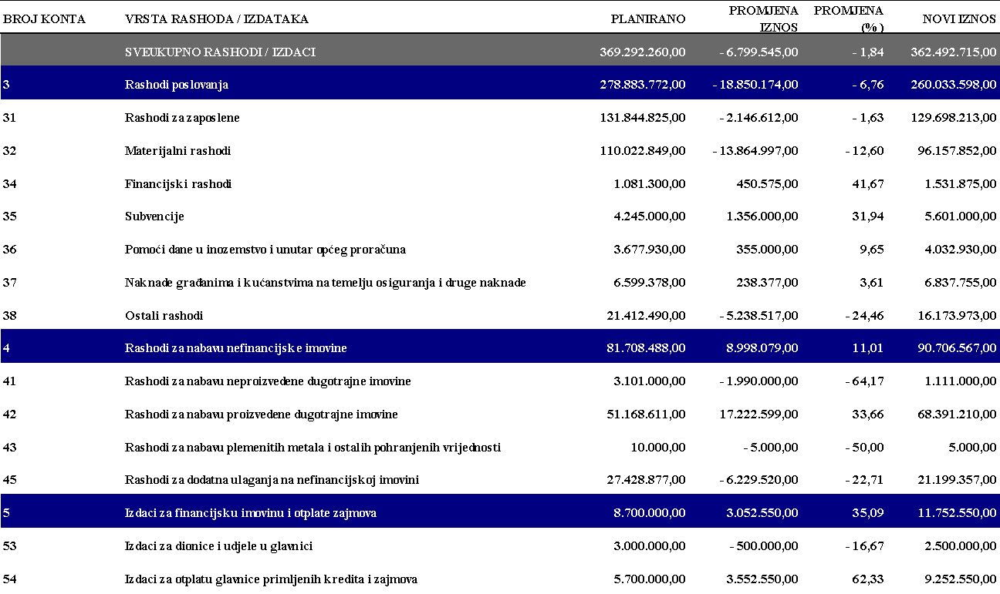 BROJ KONTA VRSTA RASHODA / IZDATAKA PLANIRANO PROMJENA IZNOS PROMJENA (%) NOVI IZNOS
SVEUKUPNO RASHODI / IZDACI 369.292.260,00 - 6.799.545,00 - 1,84 362.492.715,00
3 Rashodi poslovanja 278.883.772,00 - 18.850.174,00 - 6,76 260.033.598,00
31 Rashodi za zaposlene 131.844.825,00 - 2.146.612,00 - 1,63 129.698.213,00
32 Materijalni rashodi 110.022.849,00 - 13.864.997,00 - 12,60 96.157.852,00
34 Financijski rashodi 1.081.300,00 450.575,00 41,67 1.531.875,00
35 Subvencije 4.245.000,00 1.356.000,00 31,94 5.601.000,00
36 Pomoći dane u inozemstvo i unutar općeg proračuna 3.677.930,00 355.000,00 9,65 4.032.930,00
37 Naknade građanima i kućanstvima na temelju osiguranja i druge naknade 6.599.378,00 238.377,00 3,61 6.837.755,00
38 Ostali rashodi 21.412.490,00 - 5.238.517,00 - 24,46 16.173.973,00
4 Rashodi za nabavu nefinancijske imovine 81.708.488,00 8.998.079,00 11,01 90.706.567,00
41 Rashodi za nabavu neproizvedene dugotrajne imovine 3.101.000,00 - 1.990.000,00 - 64,17 1.111.000,00
42 Rashodi za nabavu proizvedene dugotrajne imovine 51.168.611,00 17.222.599,00 33,66 68.391.210,00
43 Rashodi za nabavu plemenitih metala i ostalih pohranjenih vrijednosti 10.000,00 - 5.000,00 - 50,00 5.000,00
45 Rashodi za dodatna ulaganja na nefinancijskoj imovini 27.428.877,00 - 6.229.520,00 - 22,71 21.199.357,00
5 Izdaci za financijsku imovinu i otplate zajmova 8.700.000,00 3.052.550,00 35,09 11.752.550,00
53 Izdaci za dionice i udjele u glavnici 3.000.000,00 - 500.000,00 - 16,67 2.500.000,00
54 Izdaci za otplatu glavnice primljenih kredita i zajmova 5.700.000,00 3.552.550,00 62,33 9.252.550,00